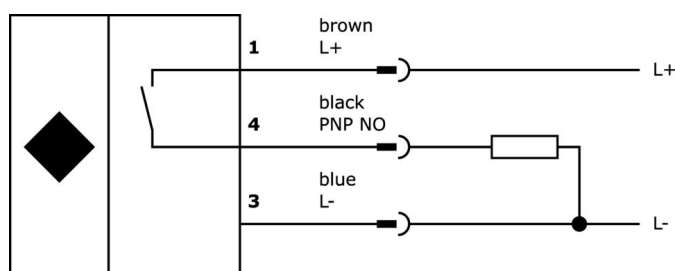 brown
1 L+
L+
black
4 PNP NO
blue
3 L-
L-